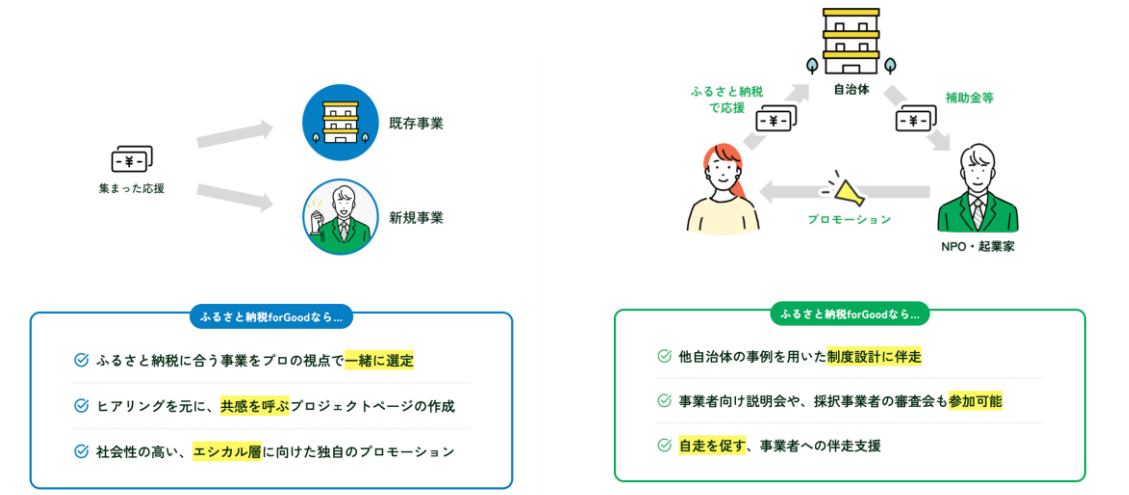 集まった応援
既存事業
新規事業
ふるさと納税forGoodなら...
ふるさと納税に合う事業をプロの視点で一緒に選定
ヒアリングを元に、共感を呼ぶプロジェクトページの作成
社会性の高い、エシカル層に向けた独自のプロモーション
自治体
ふるさと納税
で応援
-¥-
補助金等
-¥-
プロモーション
NPO・起業家
-¥-
ふるさと納税forGoodなら...
他自治体の事例を用いた制度設計に伴走
事業者向け説明会や、採択事業者の審査会も参加可能
自走を促す、事業者への伴走支援